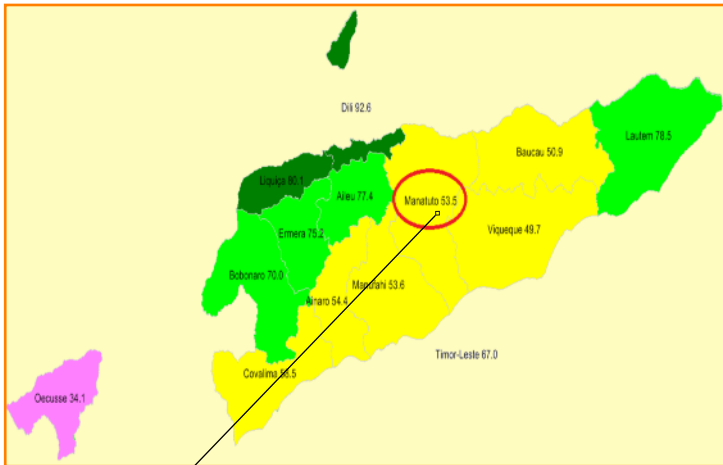 Dili 92.6
Lautem 78.5
Baucau 50.9
Liquiça 80.1
Aileu 77.4
Manatuto 53.5
Ermera 75.2
Viqueque 49.7
Bobonaro 70.0
Manufahi 53.6
Ainaro 54.4
Timor-Leste 67.0
Covalima
Oecusse 34.1